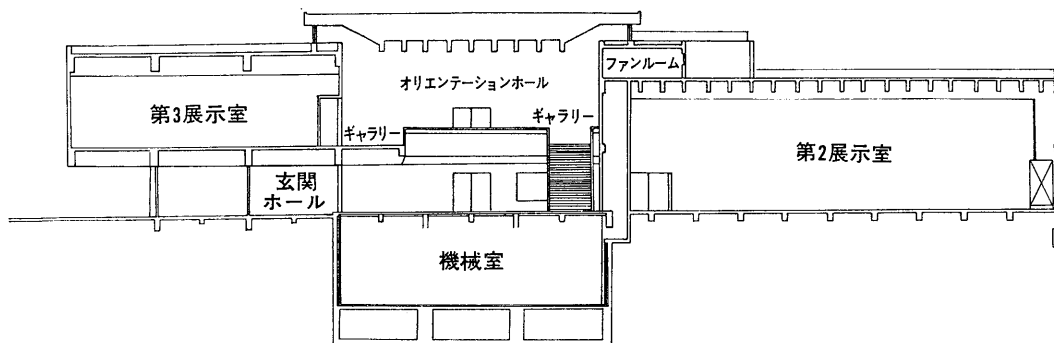 ファンルーム
オリエンテーションホール
第3展示室
ギャラリー
ギャラリー
第2展示室
玄関
ホール
機械室